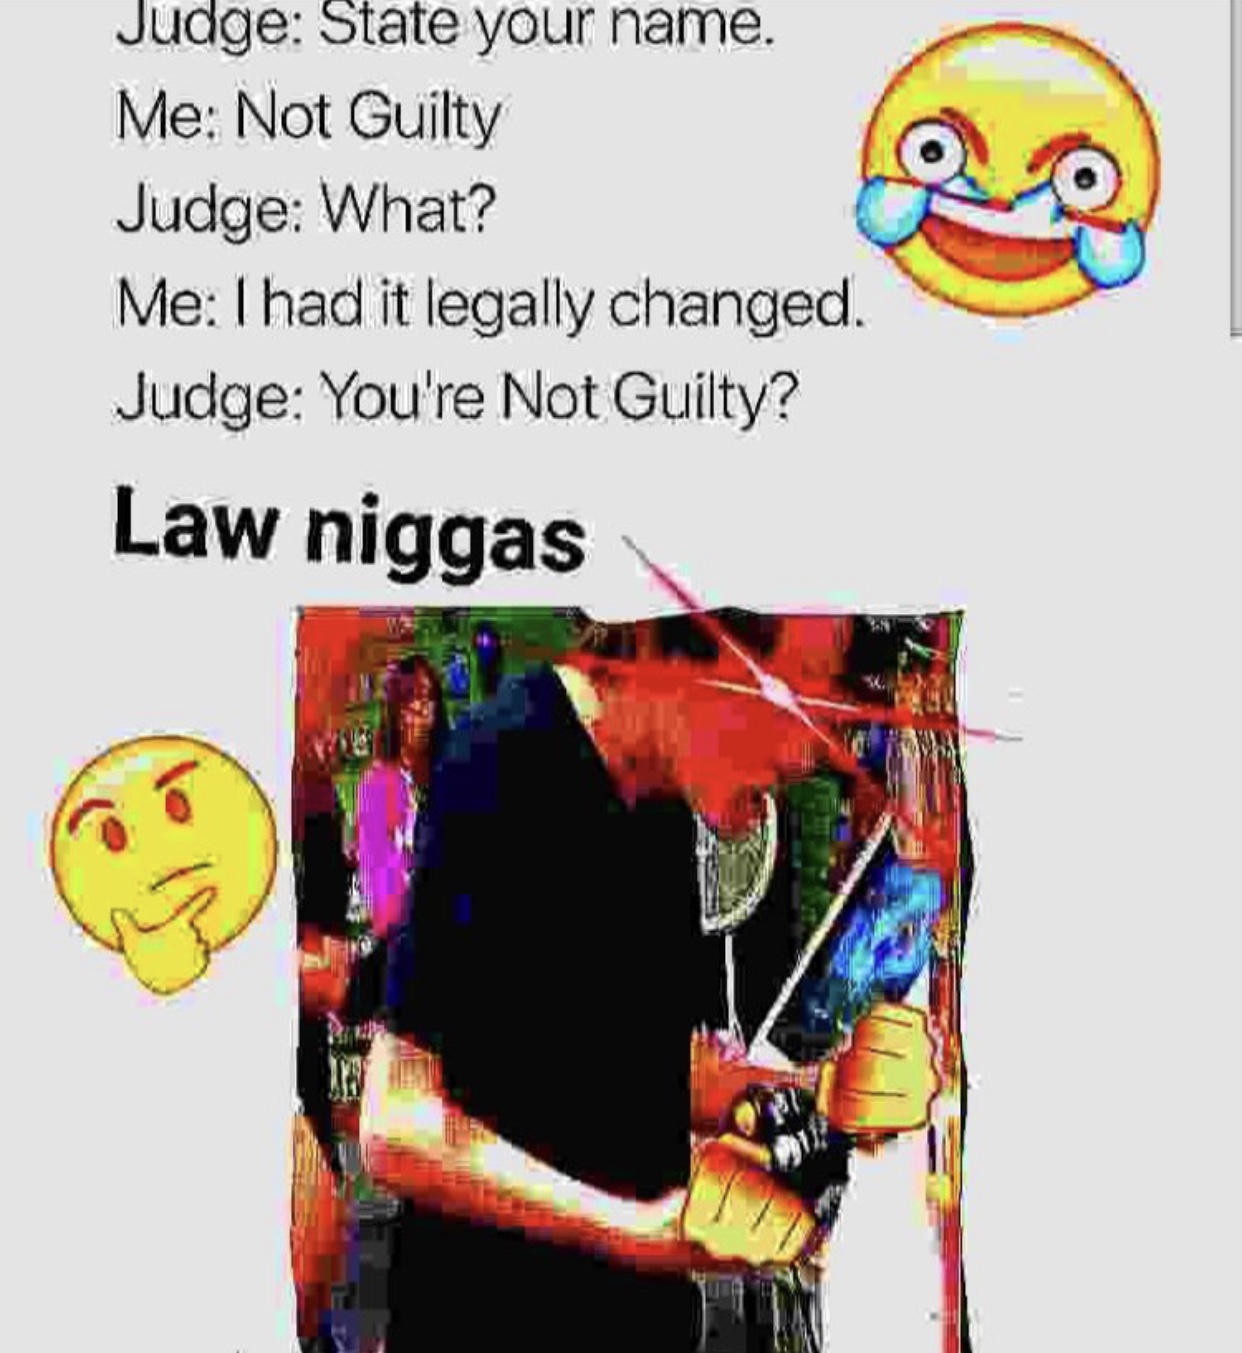 Judge: State your name.
Me: Not Guilty
Judge: What?
Me: I had it legally changed.
Judge: You're Not Guilty?
Law niggas